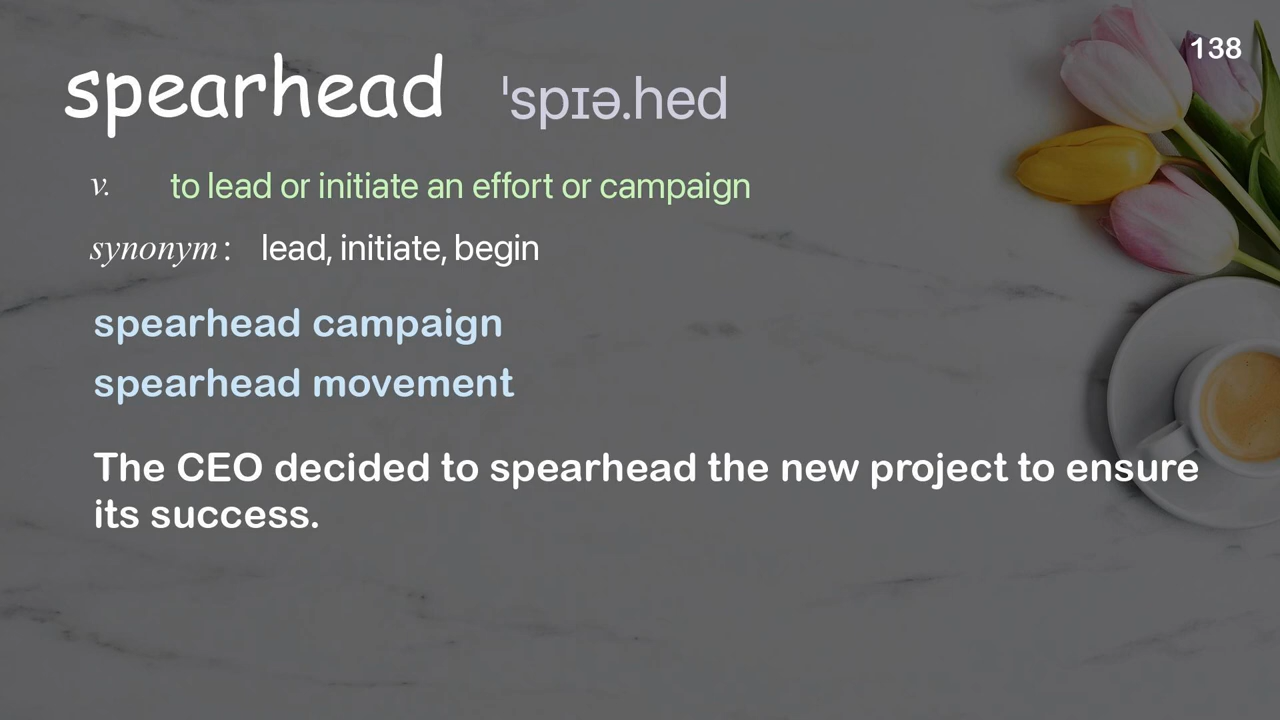 138
spearhead ˈspɪə.hed
v. to lead or initiate an effort or campaign
synonym: lead, initiate, begin
spearhead campaign
spearhead movement
The CEO decided to spearhead the new project to ensure
its success.